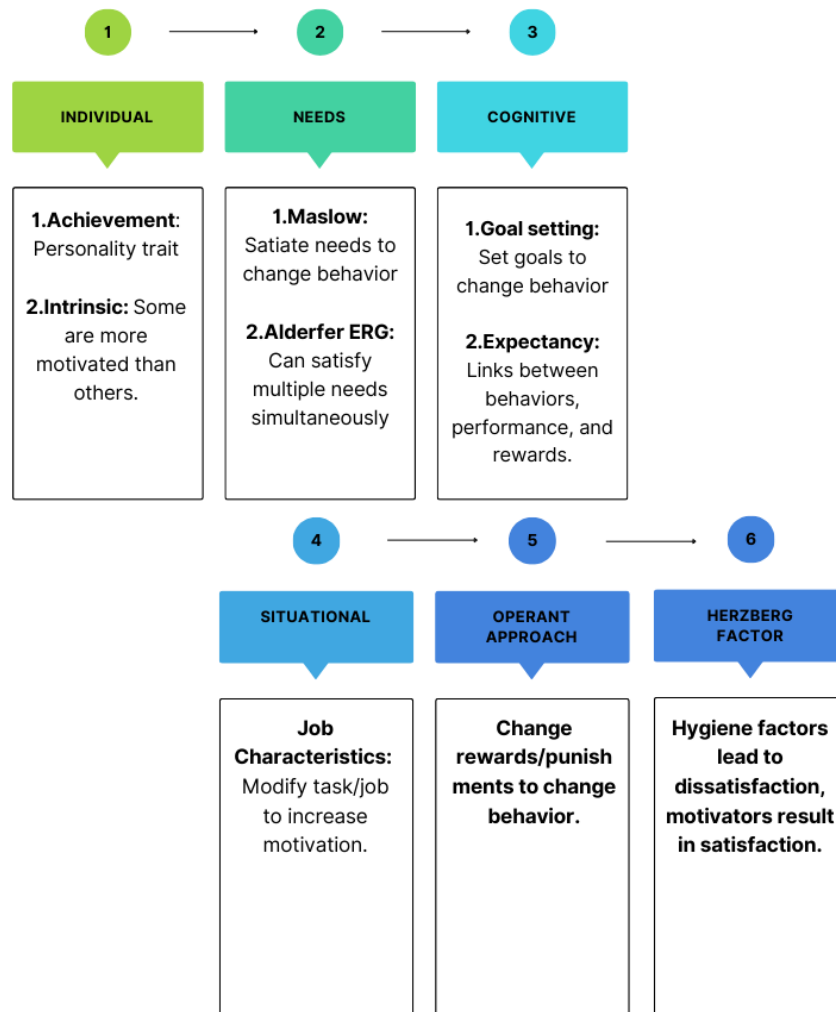 1
2
3
INDIVIDUAL
NEEDS
COGNITIVE
1.Achievement:
Personality trait
2.Intrinsic: Some
are more
motivated than
others.
1.Maslow:
Satiate needs to
change behavior
2.Alderfer ERG:
Can satisfy
multiple needs
simultaneously
1.Goal setting:
Set goals to
change behavior
2.Expectancy:
Links between
behaviors,
performance, and
rewards.
4
5
6
SITUATIONAL
OPERANT
APPROACH
HERZBERG
FACTOR
Job
Characteristics:
Modify task/job
to increase
motivation.
Change
rewards/punish
ments to change
behavior.
Hygiene factors
lead to
dissatisfaction,
motivators result
in satisfaction.